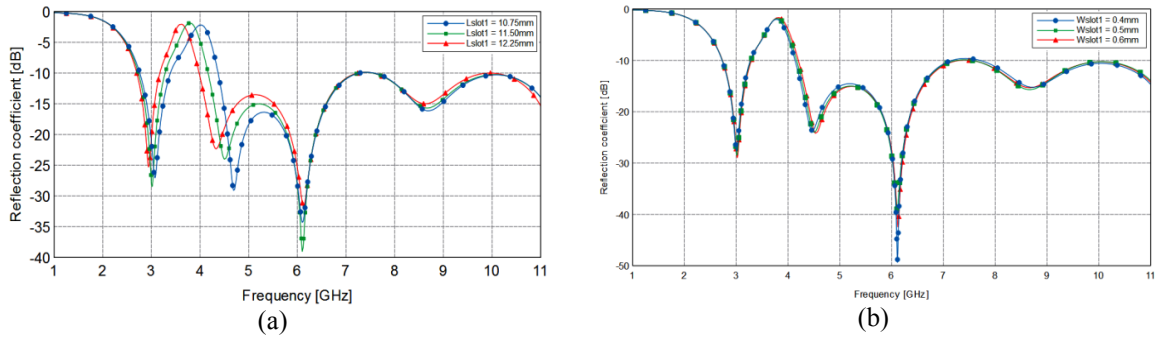 Reflection coefficient [dB]
0
-5
-10
-15
-20
-25
-30
-35
-40
Lslot1 = 10.75mm
Lslot1 = 11.50mm
Lslot1 = 12.25mm
1 2 3 4 5 6 7 8 9 10 11
Frequency [GHz]
(a)
Reflection coefficient [dB]
0
-10
-20
-30
-40
-50
Wslot1 = 0.4mm
Wslot1 = 0.5mm
Wslot1 = 0.6mm
1 2 3 4 5 6 7 8 9 10 11
Frequency [GHz]
(b)